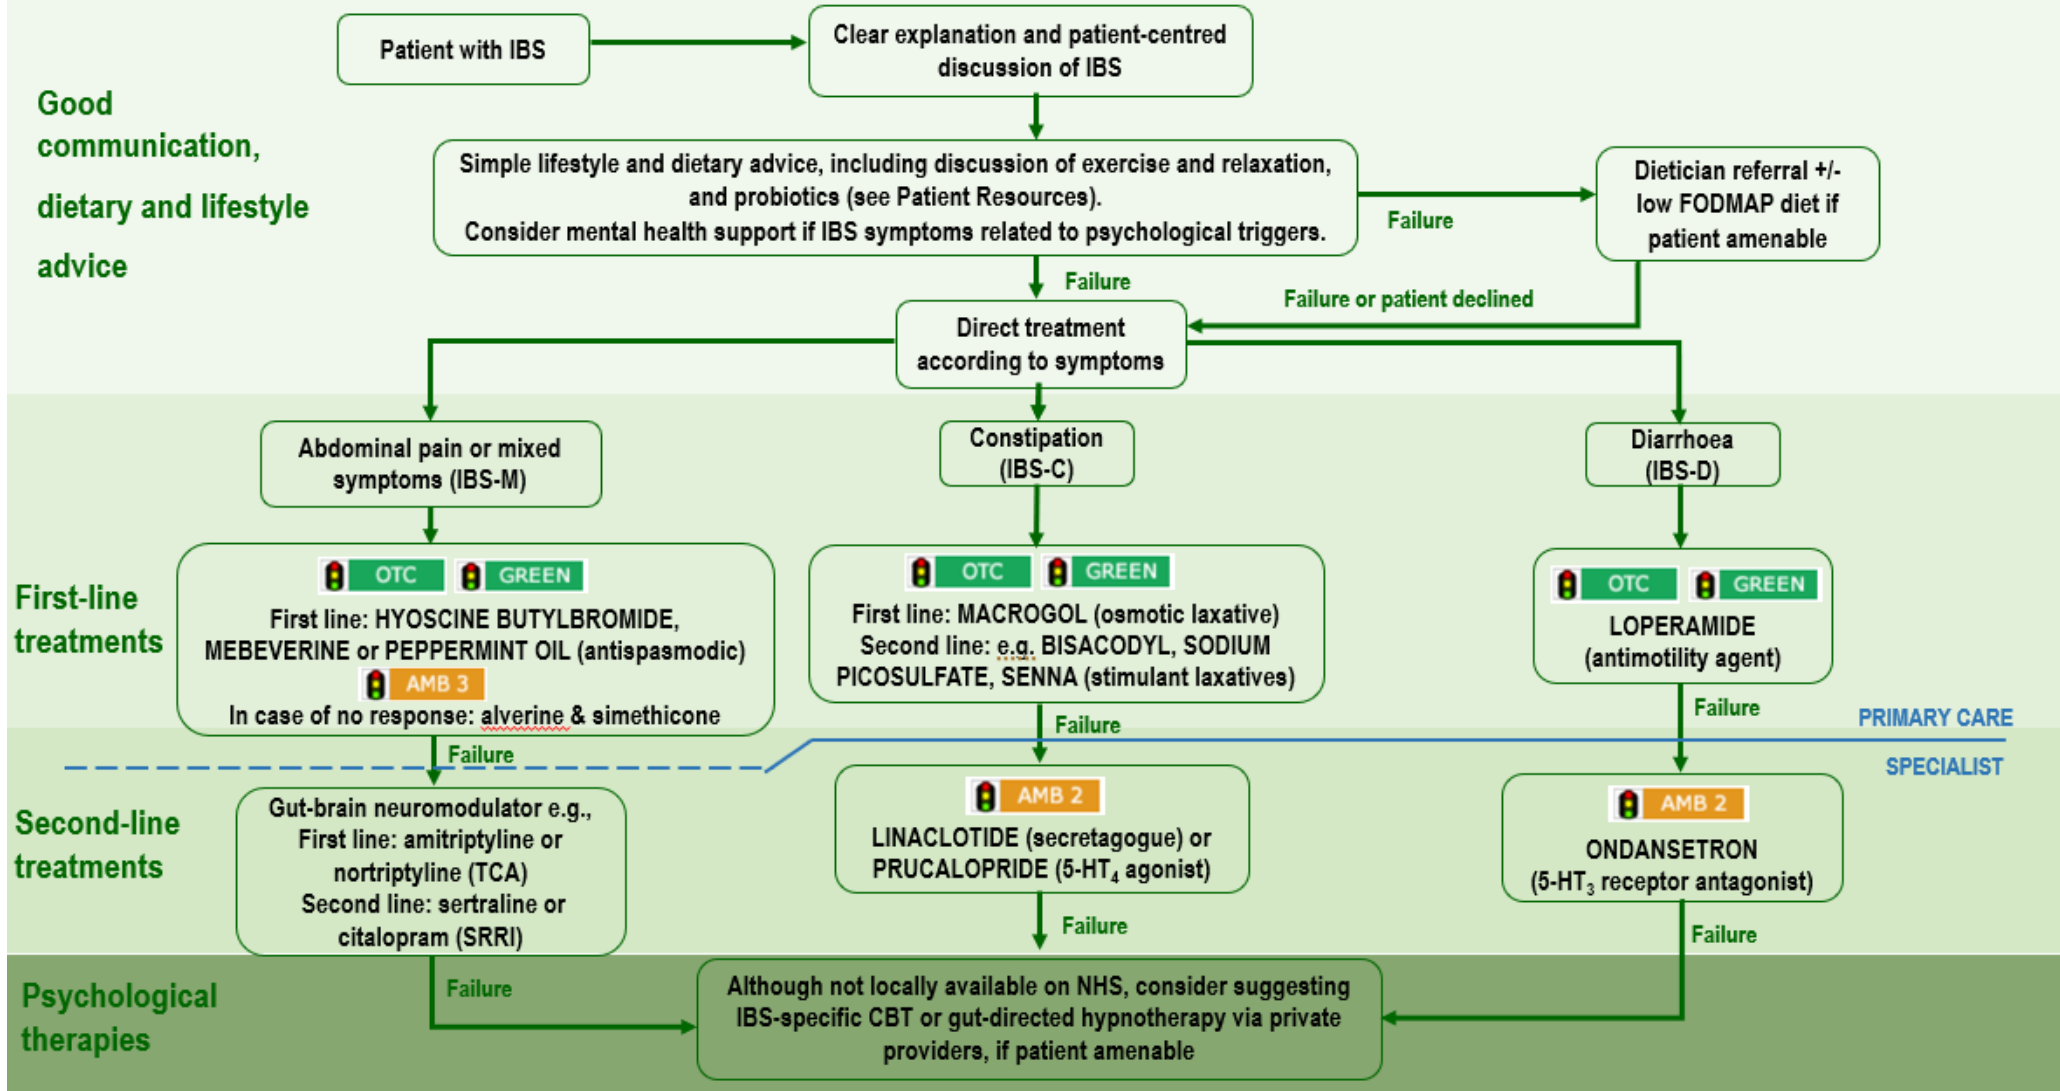 Patient with IBS
Clear explanation and patient-centred
discussion of IBS
Good
communication,
dietary and lifestyle
advice
Simple lifestyle and dietary advice, including discussion of exercise and relaxation,
and probiotics (see Patient Resources).
Consider mental health support if IBS symptoms related to psychological triggers.
Failure
Dietician referral +/-
low FODMAP diet if
patient amenable
Failure
Failure or patient declined
Direct treatment
according to symptoms
Abdominal pain or mixed
symptoms (IBS-M)
Constipation
(IBS-C)
Diarrhoea
(IBS-D)
First-line
treatments
OTC GREEN
First line: HYOSCINE BUTYLBROMIDE,
MEBEVERINE or PEPPERMINT OIL (antispasmodic)
AMB 3
In case of no response: alverine & simethicone
OTC GREEN
First line: MACROGOL (osmotic laxative)
Second line: e.g. BISACODYL, SODIUM
PICOSULFATE, SENNA (stimulant laxatives)
OTC GREEN
LOPERAMIDE
(antimotility agent)
Failure
Failure
Failure
PRIMARY CARE
SPECIALIST
Second-line
treatments
Gut-brain neuromodulator e.g.,
First line: amitriptyline or
nortriptyline (TCA)
Second line: sertraline or
citalopram (SRRI)
AMB 2
LINACLOTIDE (secretagogue) or
PRUCALOPRIDE (5-HT4 agonist)
AMB 2
ONDANSETRON
(5-HT3 receptor antagonist)
Failure
Failure
Failure
Psychological
therapies
Although not locally available on NHS, consider suggesting
IBS-specific CBT or gut-directed hypnotherapy via private
providers, if patient amenable